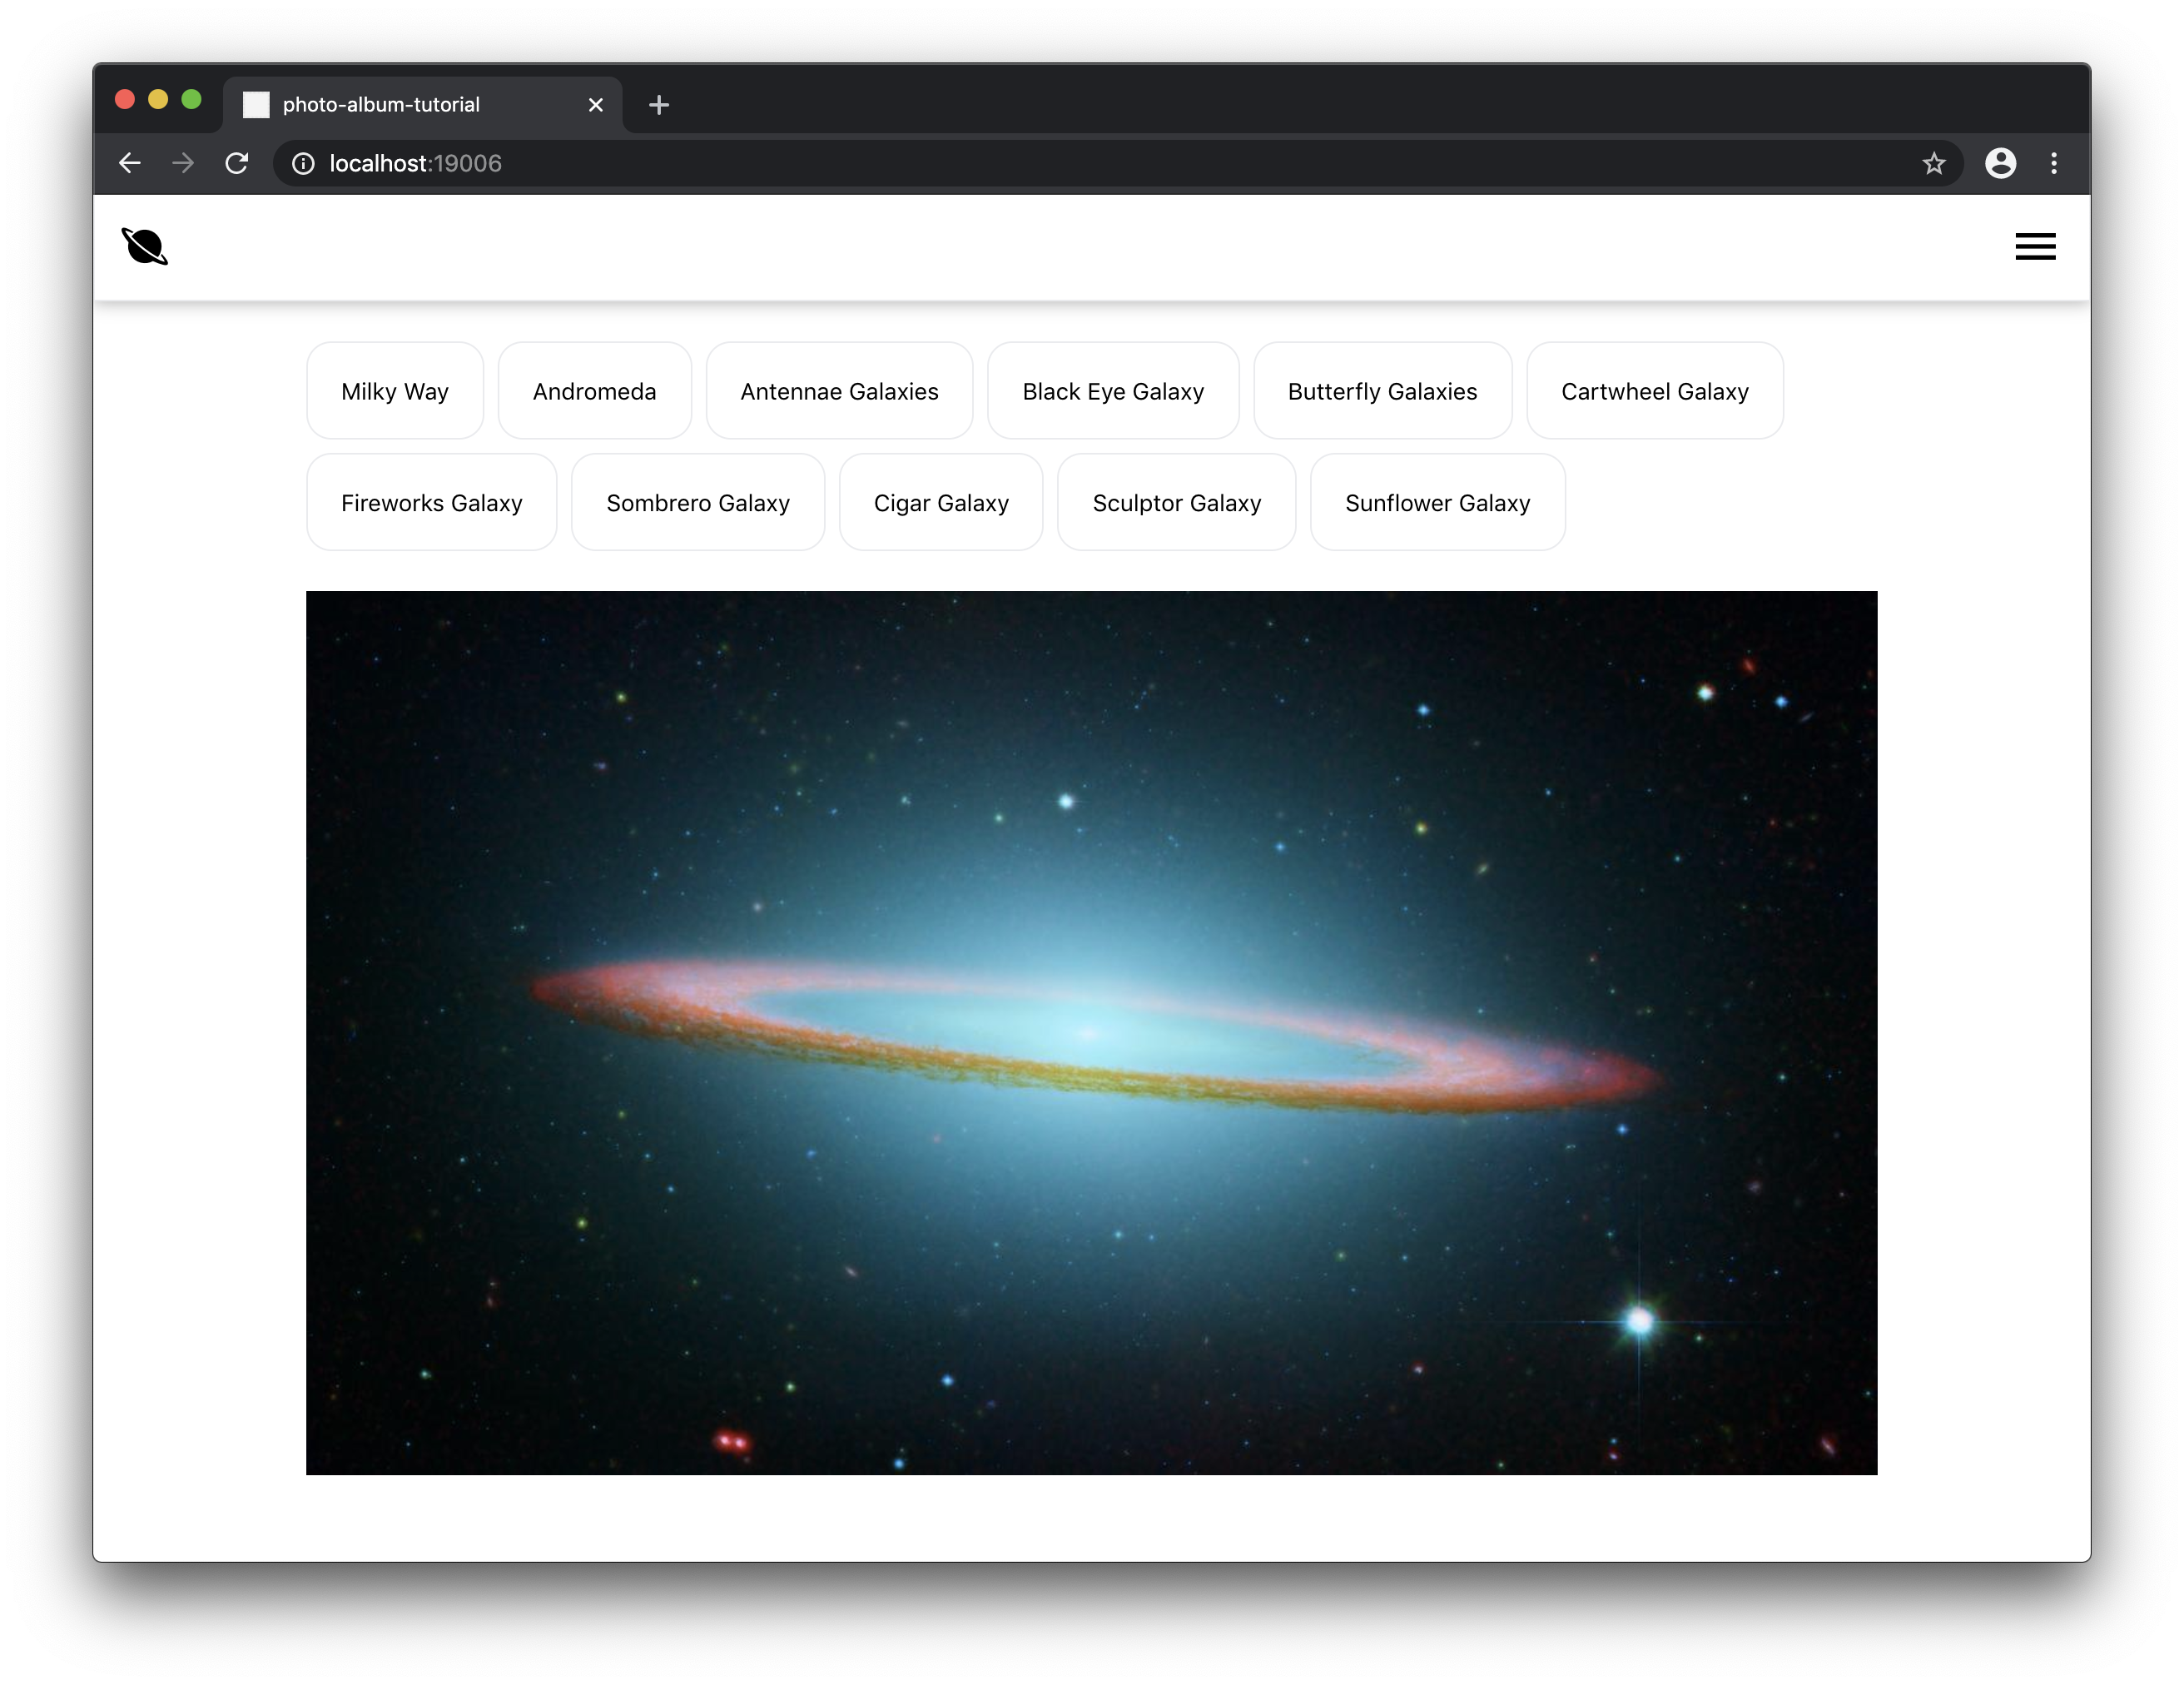 photo-album-tutorial
localhost:19006
Milky Way Andromeda Antennae Galaxies Black Eye Galaxy Butterfly Galaxies Cartwheel Galaxy
Fireworks Galaxy Sombrero Galaxy Cigar Galaxy Sculptor Galaxy Sunflower Galaxy